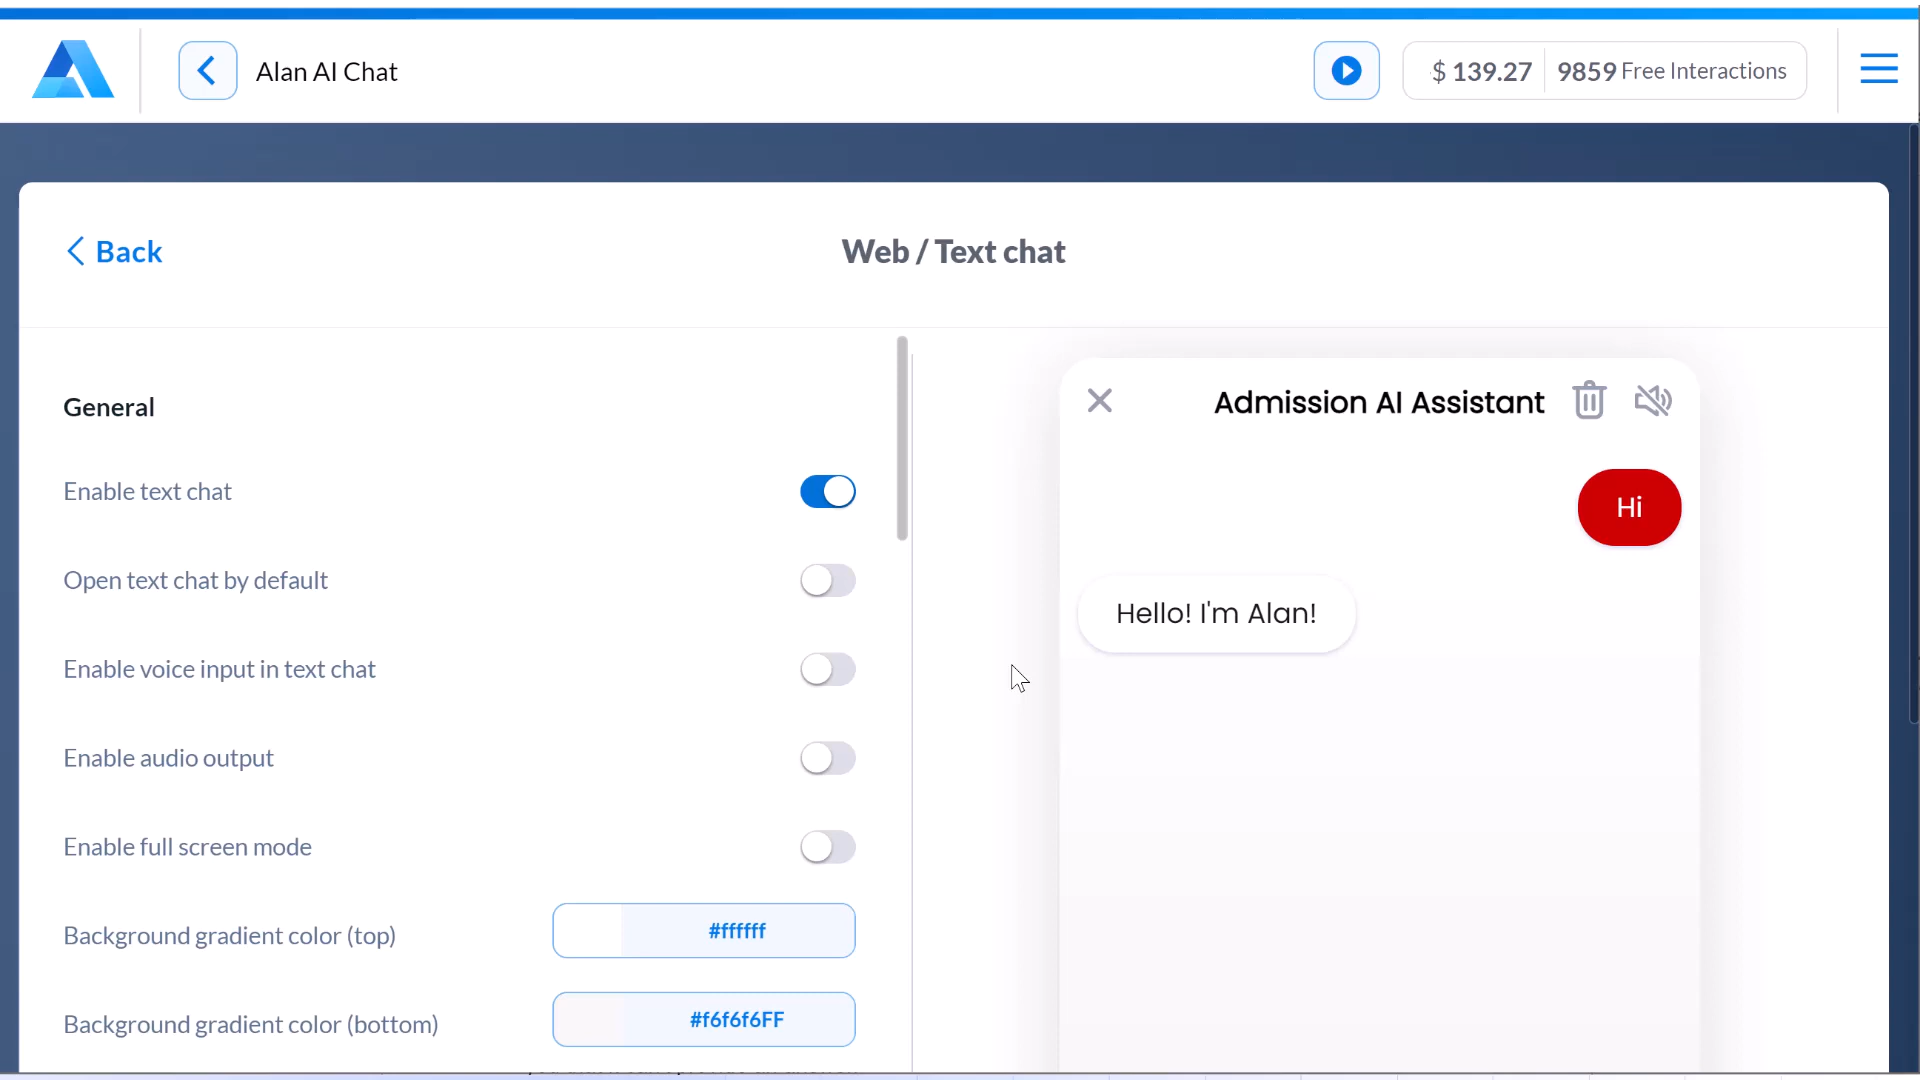 Alan AI Chat
$ 139.27 9859 Free Interactions
Back
Web / Text chat
General
Enable text chat
Open text chat by default
Enable voice input in text chat
Enable audio output
Enable full screen mode
Background gradient color (top)
#ffffff
Background gradient color (bottom)
#f6f6f6FF
Admission AI Assistant
Hi
Hello! I'm Alan!